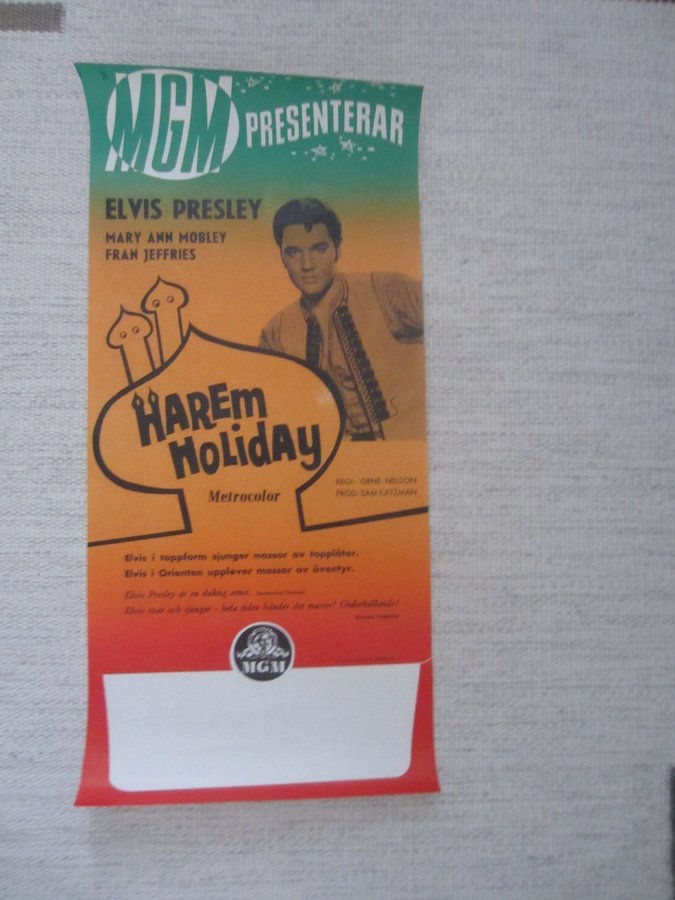 MGM PRESENTERAR
ELVIS PRESLEY
MARY ANN MOBLEY
FRAN JEFFRIES
HAREM
HOLIDAY
Metrocolor
REGI: GENE NELSON
PROD: SAM KATZMAN
Elvis i toppform sjunger massor av topplåtar.
Elvis i Orienten upplever massor av äventyr.
Elvis Presley är en duktig artist.
Elvis roar och sjunger - hela tiden händer det massor! Underhållande!
MGM